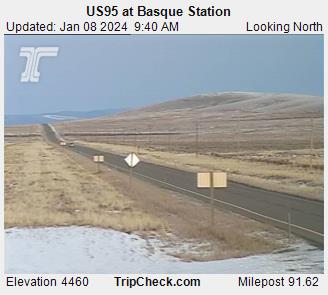 US95 at Basque Station
Updated: Jan 08 2024 9:40 AM Looking North
Elevation 4460 TripCheck.com Milepost 91.62